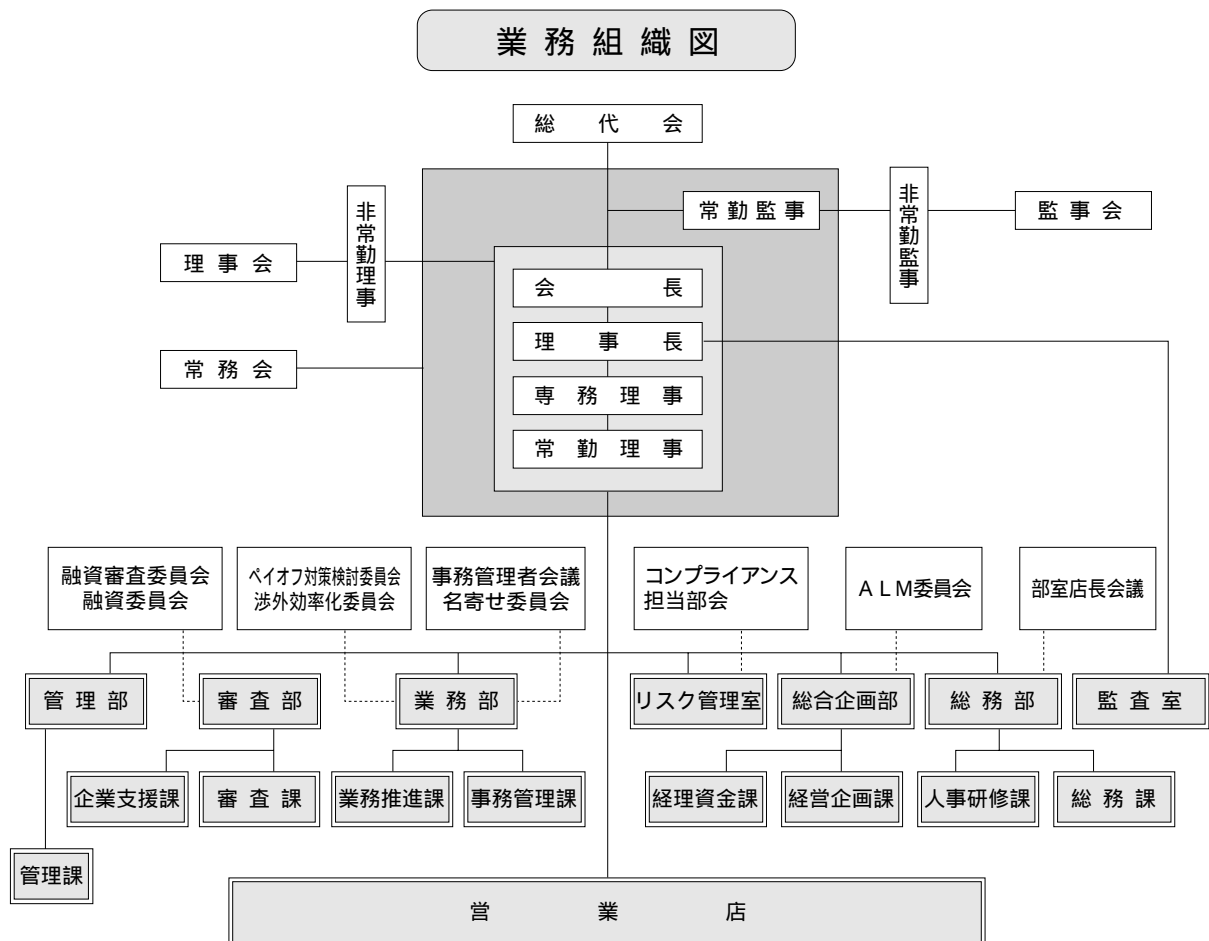 業務組織図
総代会
常勤監事
非常勤監事
監事会
非常勤理事
理事会
会長
理事長
常務会
専務理事
常勤理事
融資審査委員会
融資委員会
ペイオフ対策検討委員会
渉外効率化委員会
事務管理者会議
名寄せ委員会
コンプライアンス
担当部会
ALM委員会
部室店長会議
管理部
審査部
業務部
リスク管理室
総合企画部
総務部
監査室
企業支援課
審査課
業務推進課
事務管理課
経理資金課
経営企画課
人事研修課
総務課
管理課
営業店